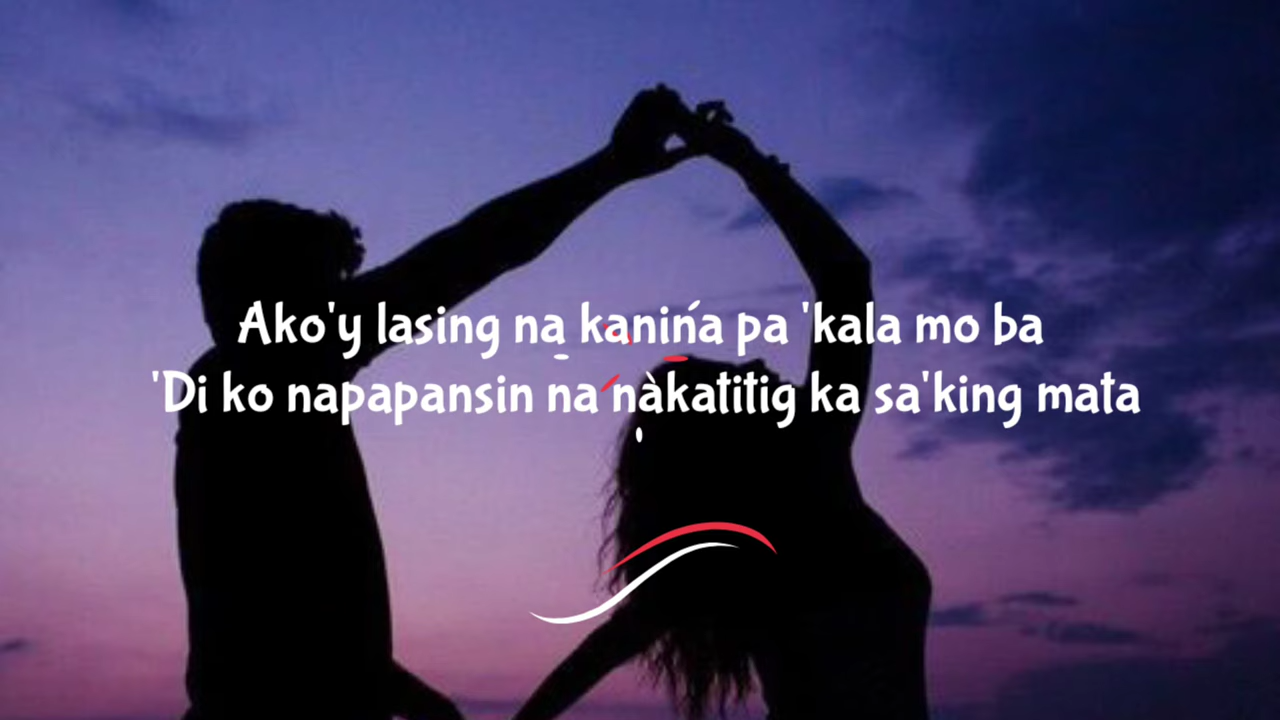 Ako'y lasing na kanina pa 'kala mo ba
'Di ko napapansin na nakatitig ka sa'king mata